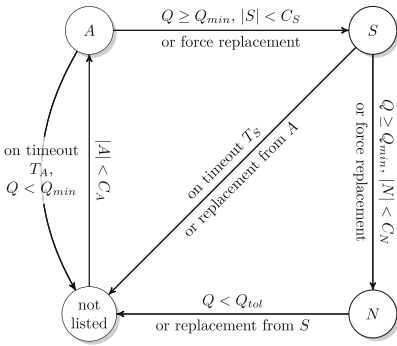 A
Q ≥ Q_min, |S| < C_S
or force replacement
S
on timeout
T_A,
Q < Q_min
|A| < C_A
on timeout T_S
or replacement from A
Q ≥ Q_min, |N| < C_N
or force replacement
not
listed
Q < Q_tol
or replacement from S
N